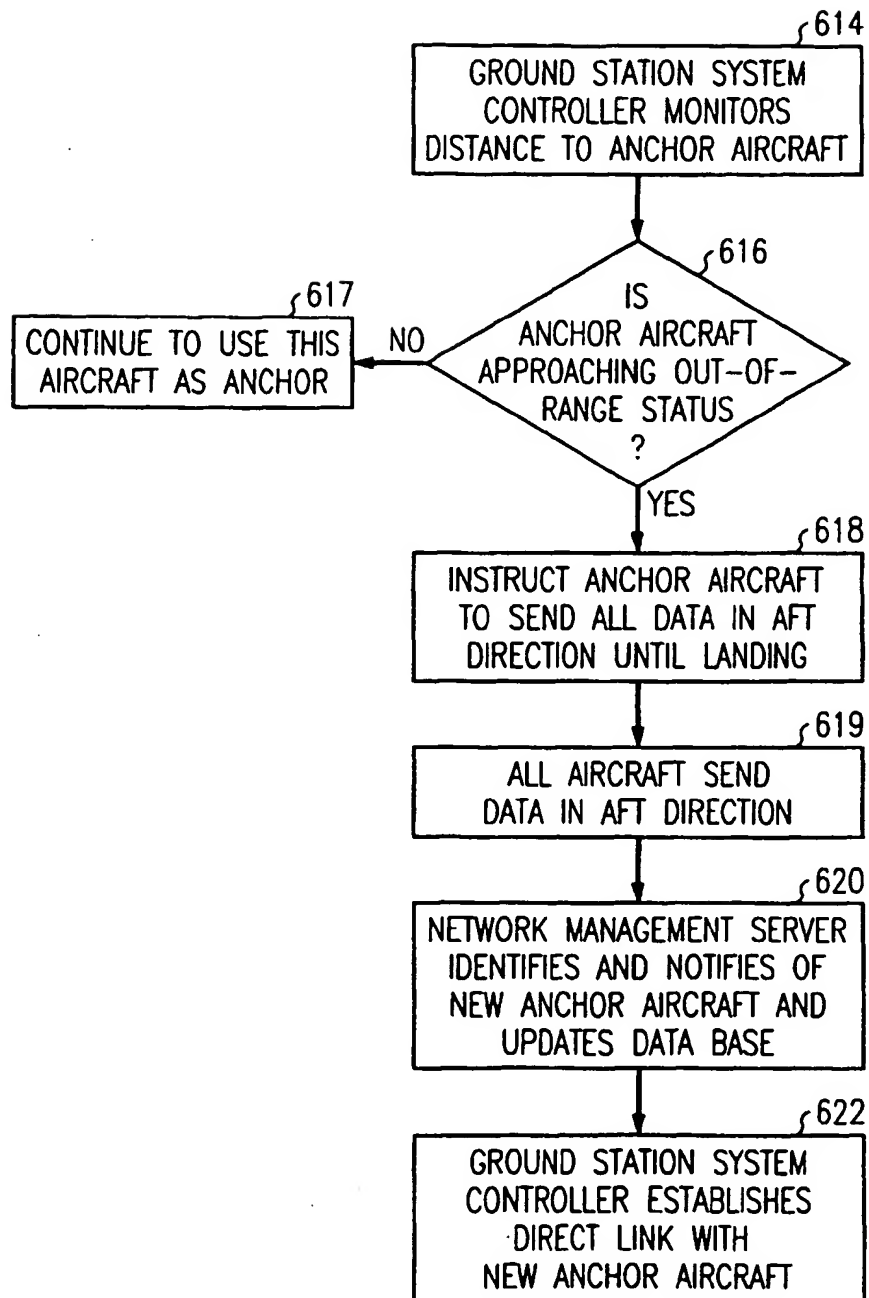 614
GROUND STATION SYSTEM
CONTROLLER MONITORS
DISTANCE TO ANCHOR AIRCRAFT
616
IS
ANCHOR AIRCRAFT
APPROACHING OUT-OF-
RANGE STATUS
?
NO
617
CONTINUE TO USE THIS
AIRCRAFT AS ANCHOR
YES
618
INSTRUCT ANCHOR AIRCRAFT
TO SEND ALL DATA IN AFT
DIRECTION UNTIL LANDING
619
ALL AIRCRAFT SEND
DATA IN AFT DIRECTION
620
NETWORK MANAGEMENT SERVER
IDENTIFIES AND NOTIFIES OF
NEW ANCHOR AIRCRAFT AND
UPDATES DATA BASE
622
GROUND STATION SYSTEM
CONTROLLER ESTABLISHES
DIRECT LINK WITH
NEW ANCHOR AIRCRAFT